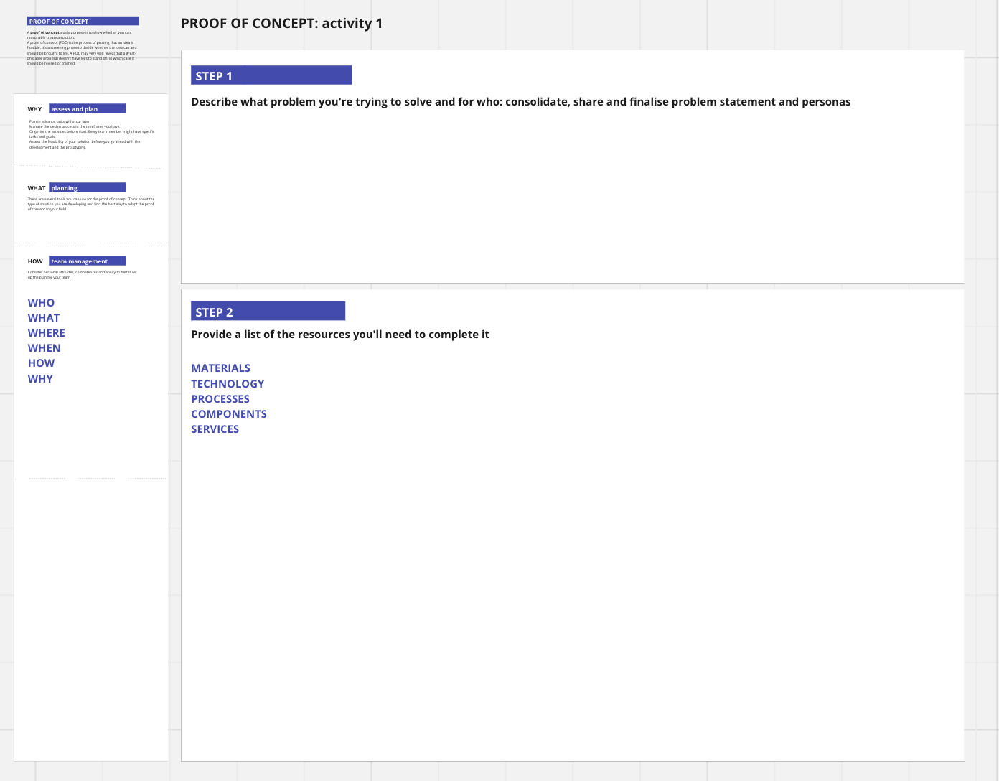 PROOF OF CONCEPT
A proof of concept's only purpose is to show whether you can
reasonably create a solution.
A proof of concept (POC) is the process of proving that an idea is
feasible. It's a screening phase to decide whether the idea can and
should be brought to life. A POC may very well reveal that a great-
on-paper proposal doesn't have legs to stand on, in which case it
should be revised or trashed.
WHY assess and plan
Plan in advance tasks will occur later.
Manage the design process in the timeframe you have.
Organise the activities before start. Every team member might have specific
tasks and goals.
Assess the feasibility of your solution before you go ahead with the
development and the prototyping.
WHAT planning
There are several tools you can use for the proof of concept. Think about the
type of solution you are developing and find the best way to adapt the proof
of concept to your field.
HOW team management
Consider personal attitudes, competences and ability to better set
up the plan for your team
WHO
WHAT
WHERE
WHEN
HOW
WHY
PROOF OF CONCEPT: activity 1
STEP 1
Describe what problem you're trying to solve and for who: consolidate, share and finalise problem statement and personas
STEP 2
Provide a list of the resources you'll need to complete it
MATERIALS
TECHNOLOGY
PROCESSES
COMPONENTS
SERVICES